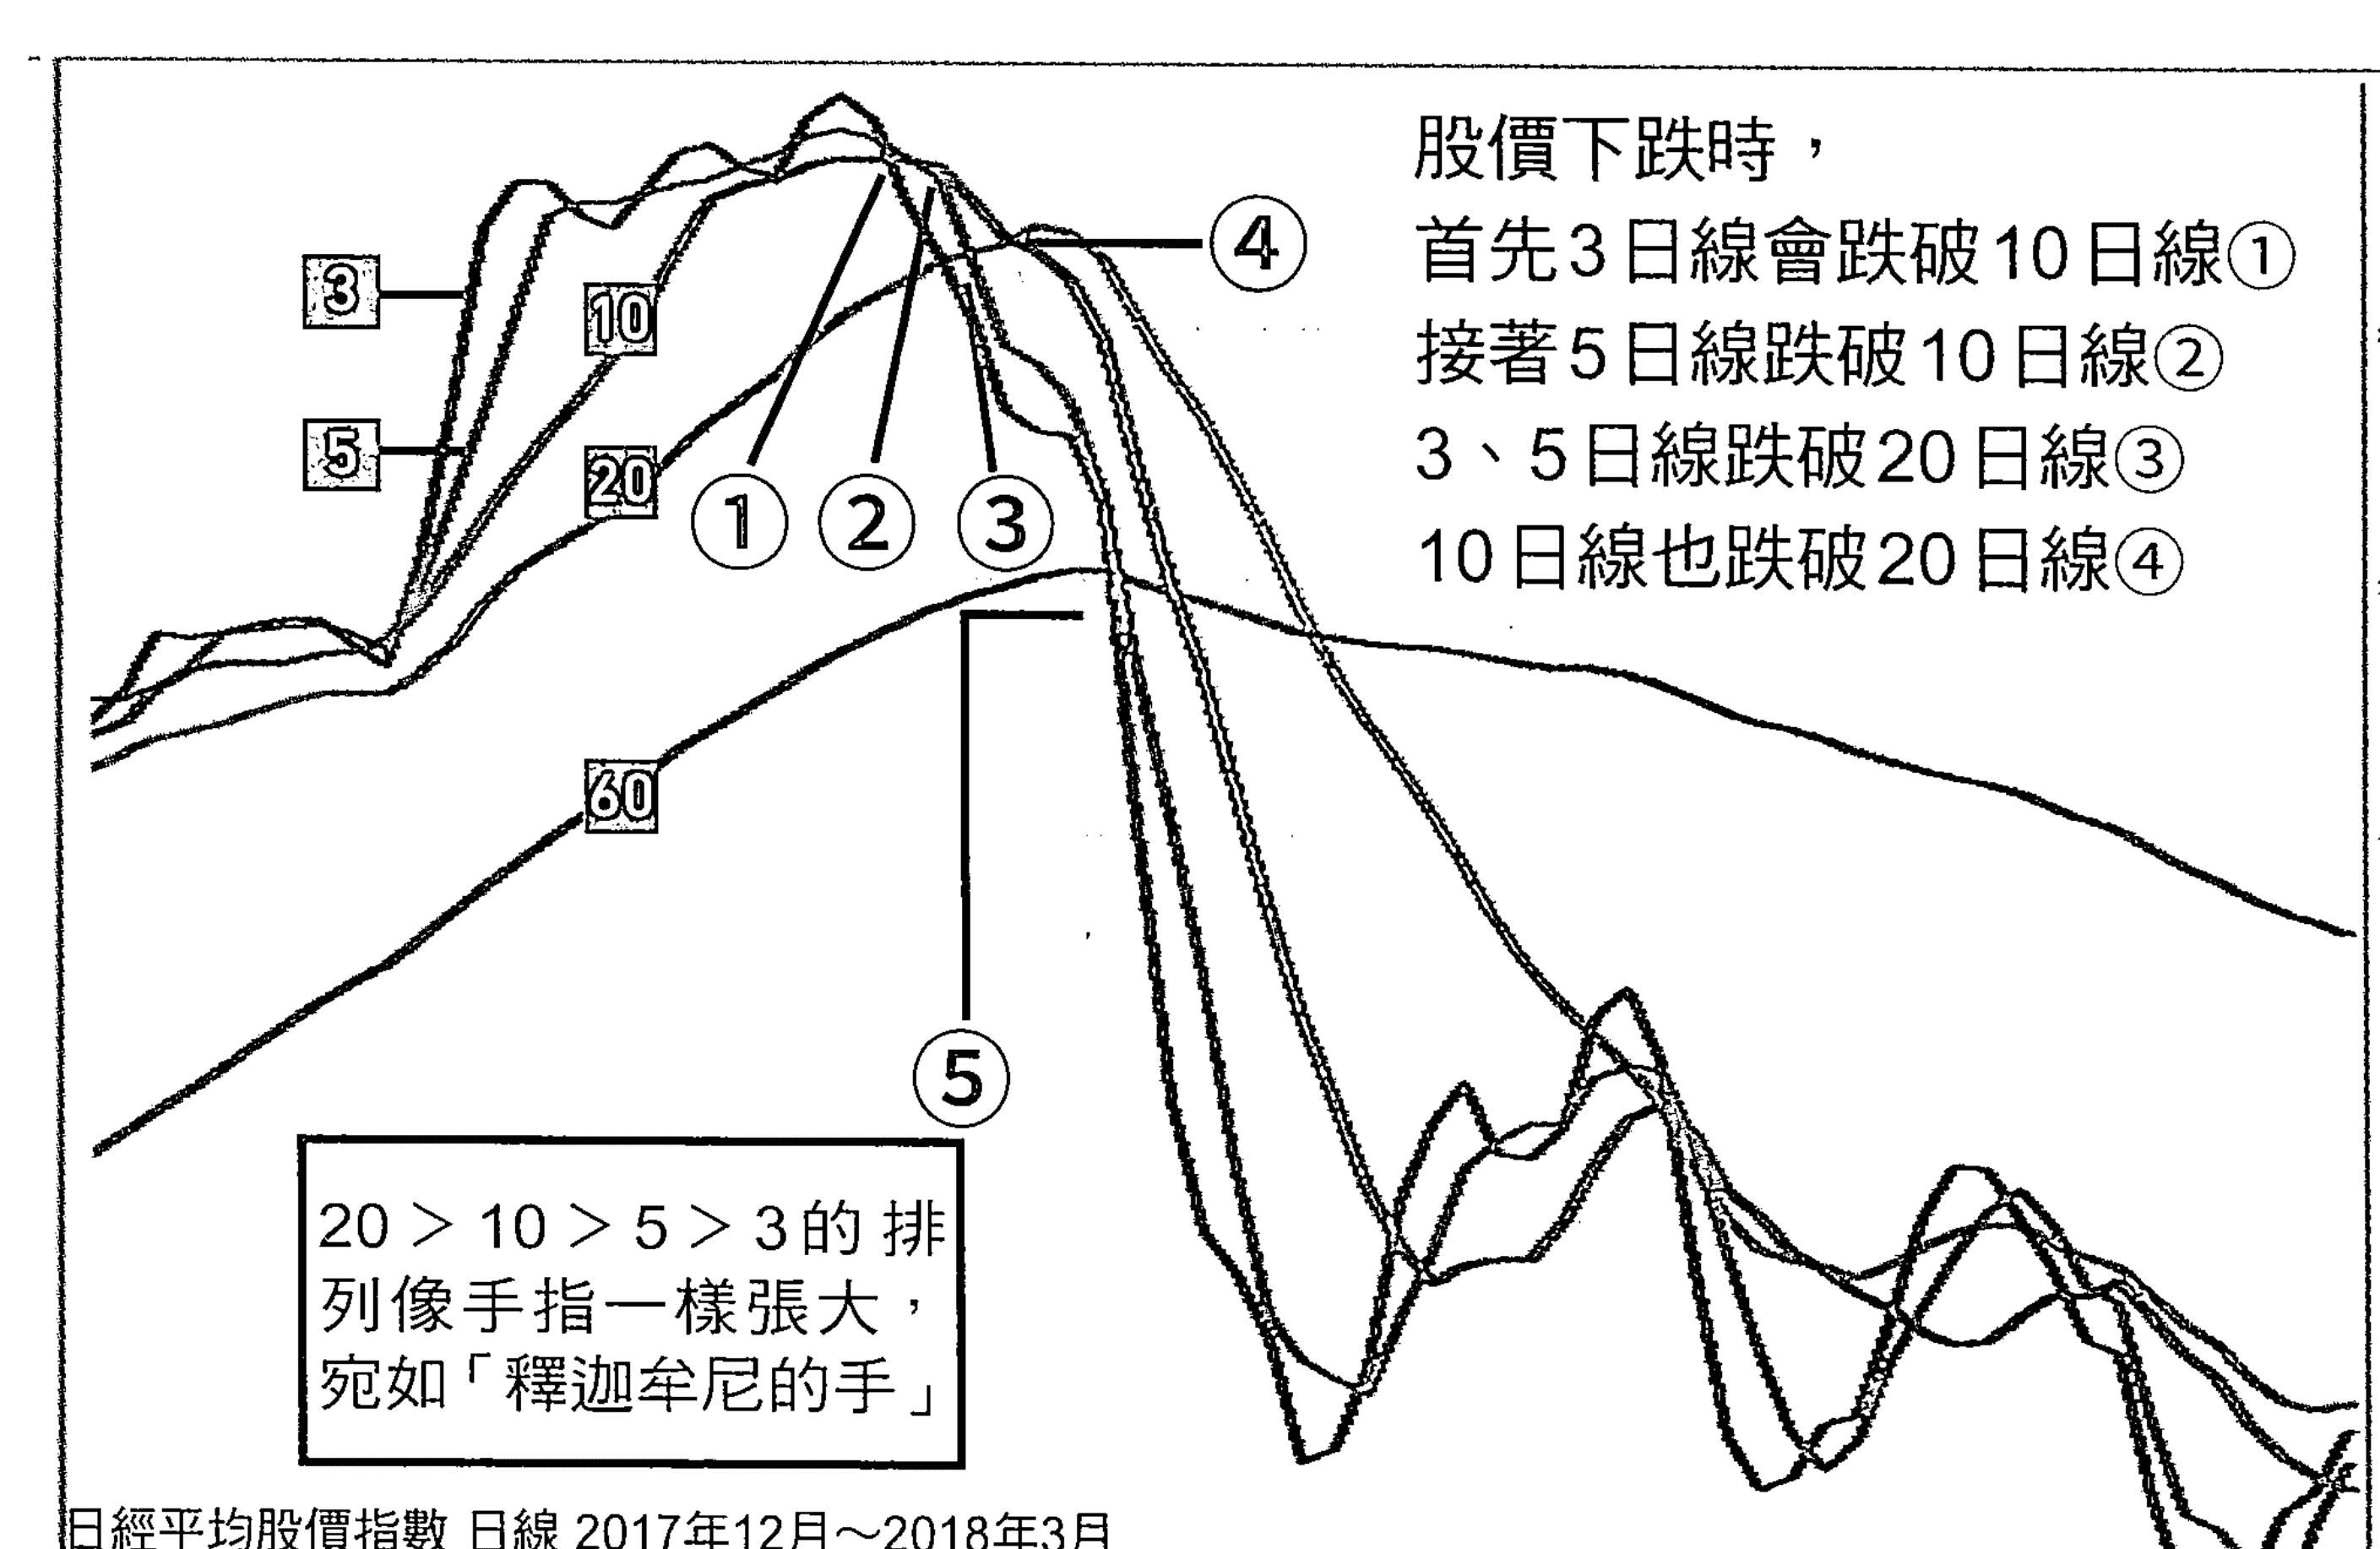 股價下跌時，
首先3日線會跌破10日線①
接著5日線跌破10日線②
3、5日線跌破20日線③
10日線也跌破20日線④
④
3
10
5
20
①
②
③
60
⑤
20＞10＞5＞3的排
列像手指一樣張大，
宛如「釋迦牟尼的手」
日經平均股價指數 日線 2017年12月～2018年3月